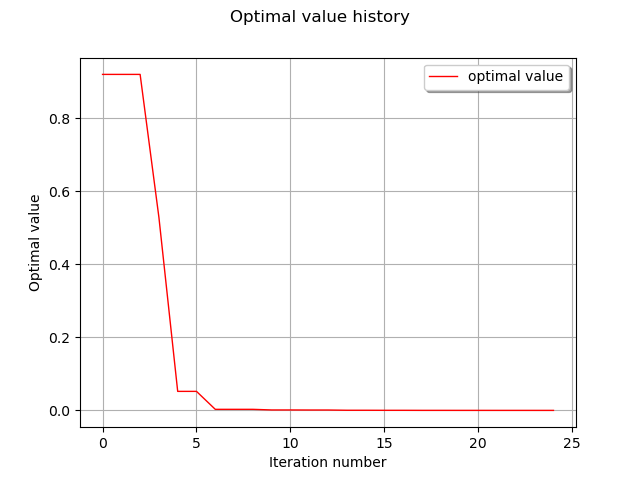 Optimal value history
optimal value
Optimal value
0.8
0.6
0.4
0.2
0.0
0 5 10 15 20 25
Iteration number